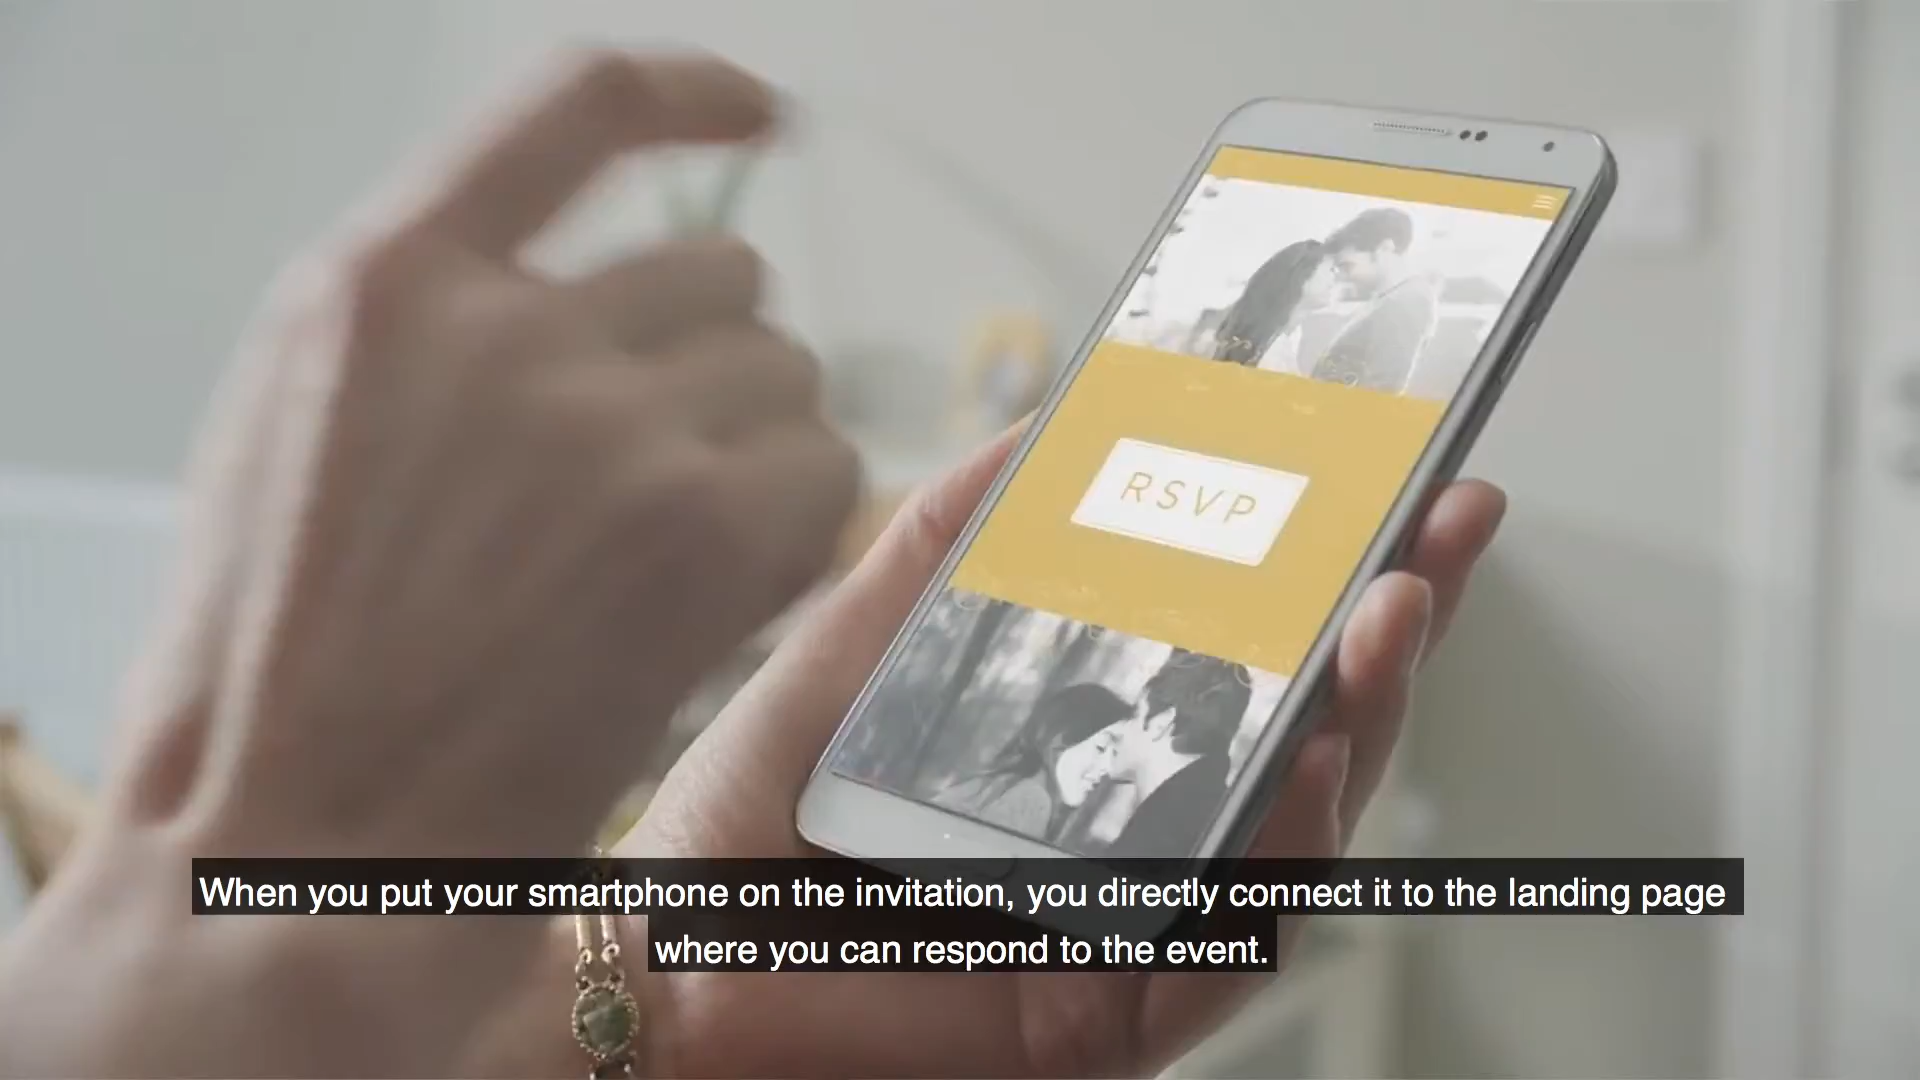 RSVP
When you put your smartphone on the invitation, you directly connect it to the landing page
where you can respond to the event.